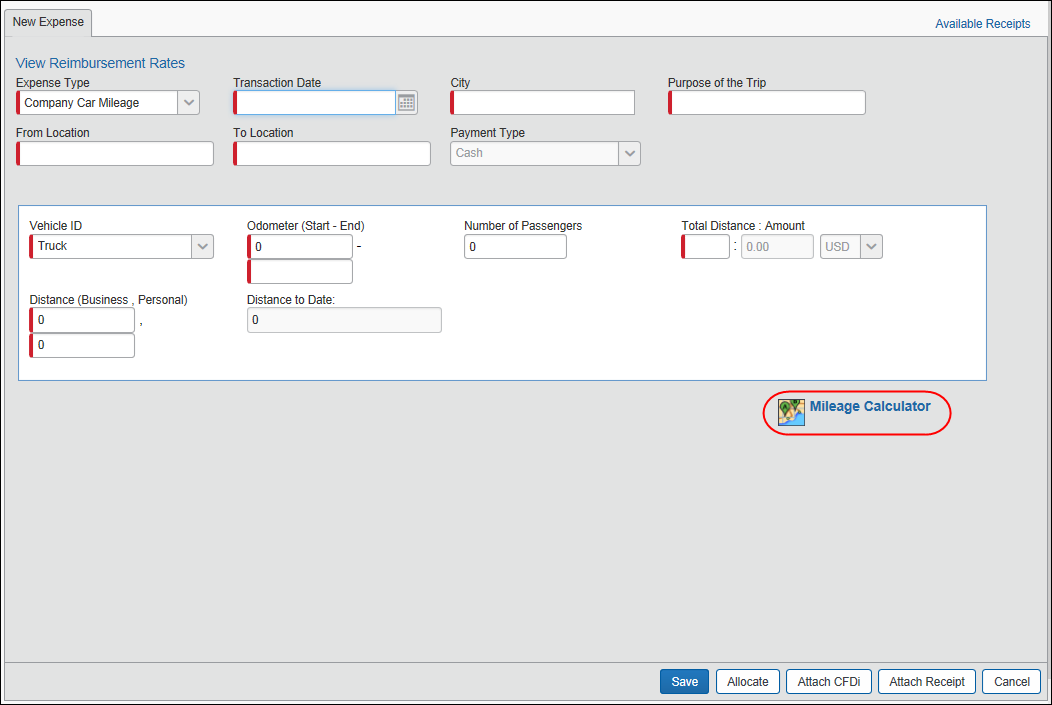 New Expense
Available Receipts
View Reimbursement Rates
Expense Type Transaction Date City Purpose of the Trip
Company Car Mileage
From Location To Location Payment Type
Cash
Vehicle ID Odometer (Start - End) Number of Passengers Total Distance : Amount
Truck 0 - 0 : 0.00 USD
Distance (Business , Personal) Distance to Date:
0 , 0
0
Mileage Calculator
Save Allocate Attach CFDi Attach Receipt Cancel